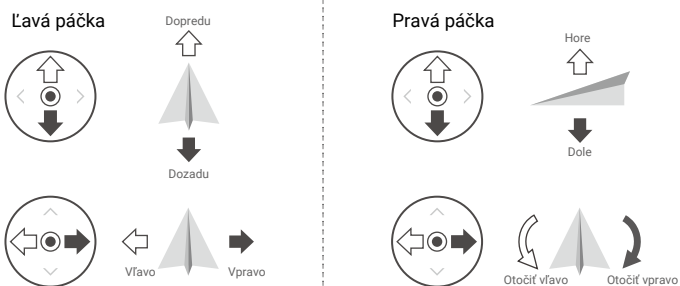 Ľavá páčka
Dopredu
Dozadu
Vľavo
Vpravo
Pravá páčka
Hore
Dole
Otočiť vľavo
Otočiť vpravo